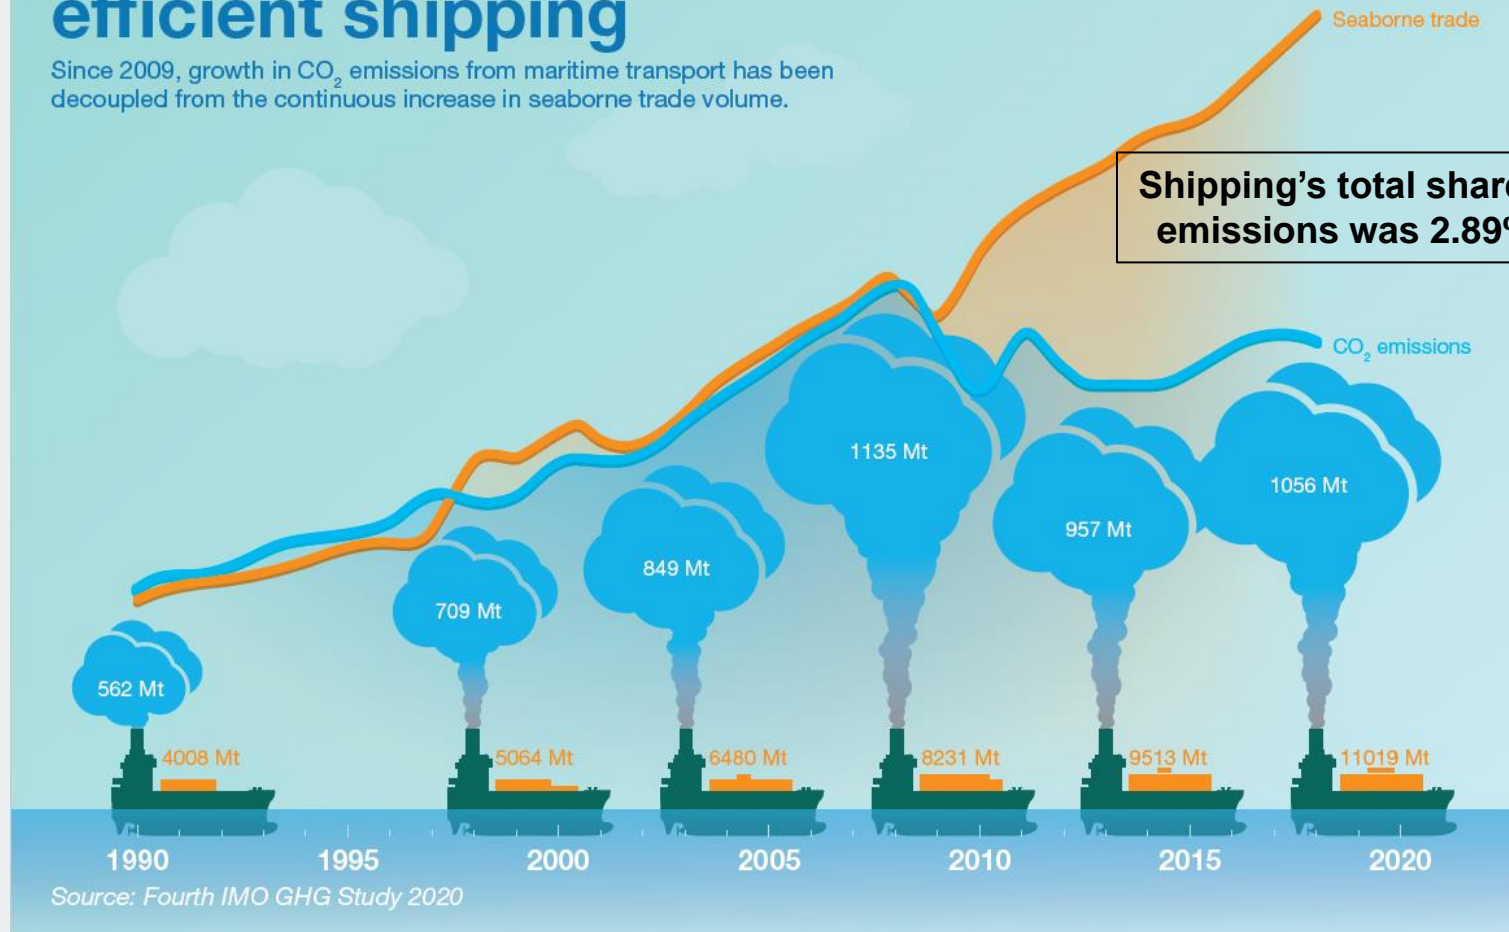 efficient shipping
Since 2009, growth in CO₂ emissions from maritime transport has been
decoupled from the continuous increase in seaborne trade volume.
Seaborne trade
Shipping’s total
emissions was 2.89
CO₂ emissions
1135 Mt
1056 Mt
957 Mt
849 Mt
709 Mt
562 Mt
4008 Mt
5064 Mt
6480 Mt
8231 Mt
9513 Mt
11019 Mt
1990
1995
2000
2005
2010
2015
2020
Source: Fourth IMO GHG Study 2020